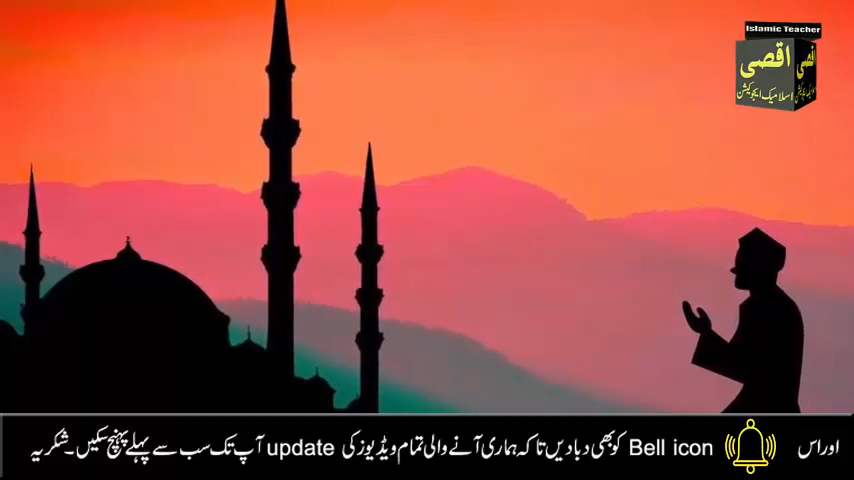 Islamic Teacher
اقصیٰ
اقصیٰ
اسلامک ایجوکیشن
اور اس Bell icon کو بھی دبا دیں تاکہ ہماری آنے والی تمام ویڈیوز کی update آپ تک سب سے پہلے پہنچ سکیں۔ شکریہ